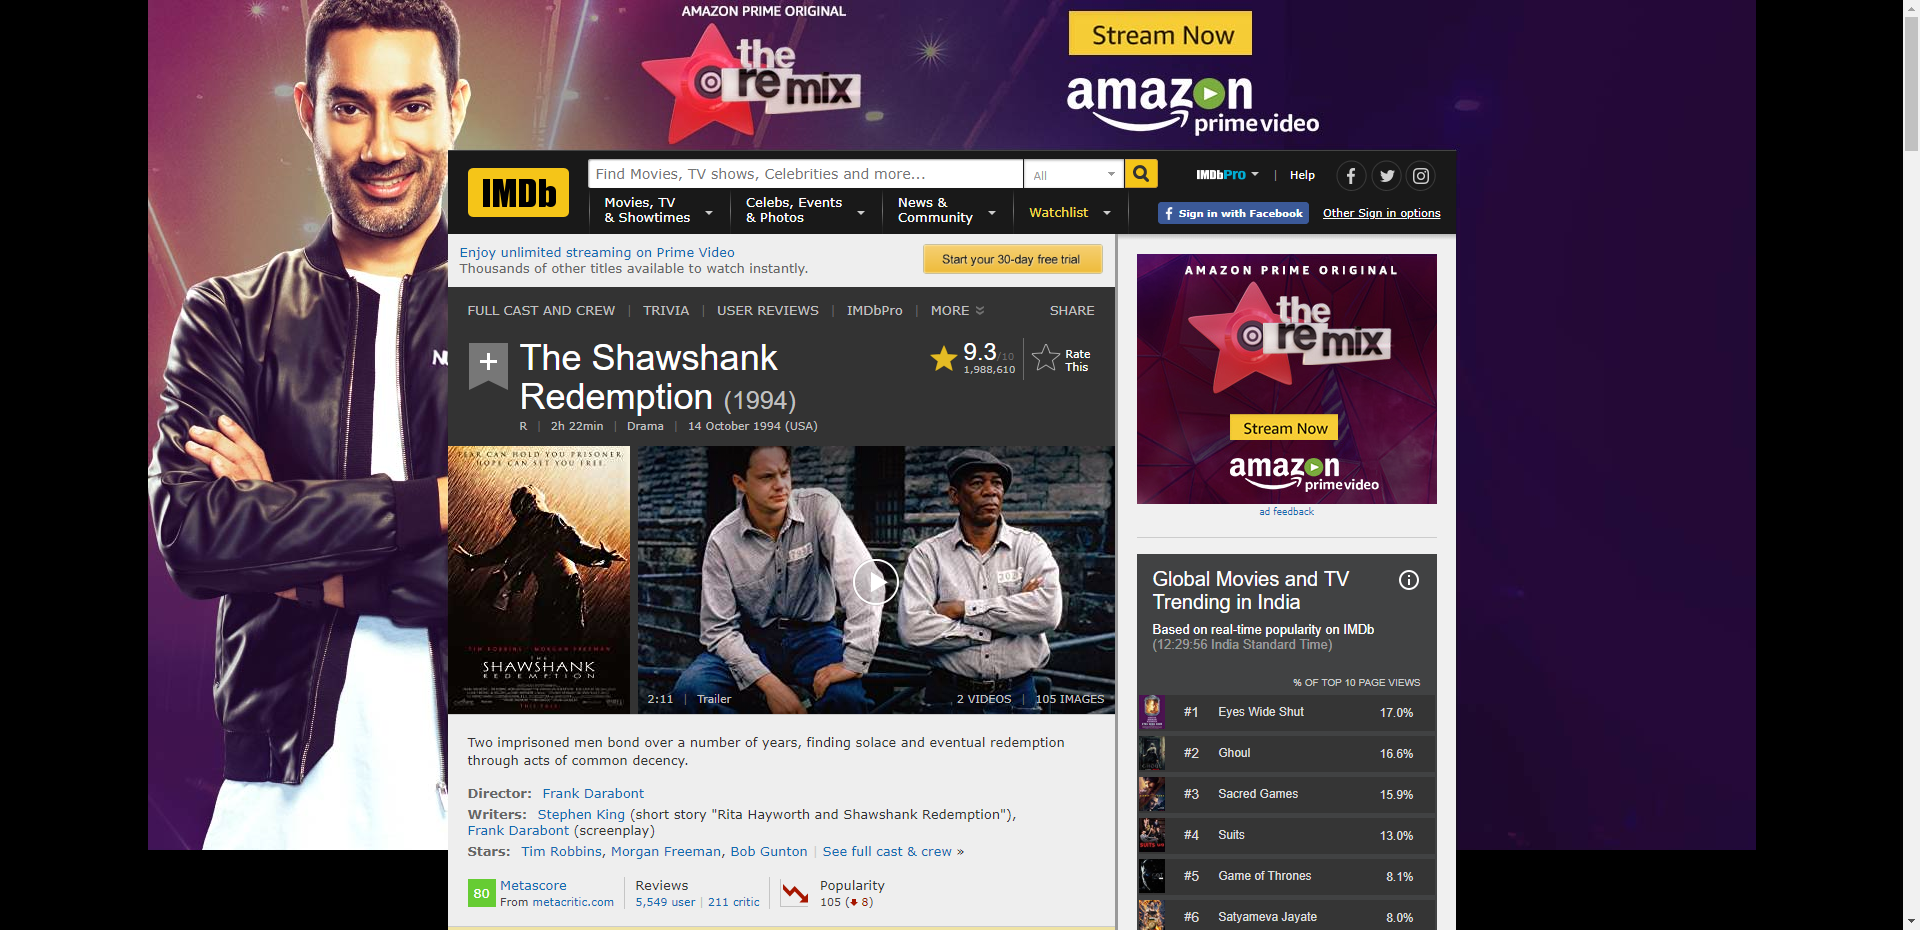 AMAZON PRIME ORIGINAL
the
remix
Stream Now
amazon
prime video
IMDb
Find Movies, TV shows, Celebrities and more...
All
IMDbPro
|
Help
Movies, TV
& Showtimes
Celebs, Events
& Photos
News &
Community
Watchlist
Sign in with Facebook
Other Sign in options
Enjoy unlimited streaming on Prime Video
Thousands of other titles available to watch instantly.
Start your 30-day free trial
FULL CAST AND CREW | TRIVIA | USER REVIEWS | IMDbPro | MORE
SHARE
+
The Shawshank
Redemption (1994)
9.3/10
1,988,610
Rate
This
R | 2h 22min | Drama | 14 October 1994 (USA)
FEAR CAN HOLD YOU PRISONER.
HOPE CAN SET YOU FREE.
TIM ROBBINS MORGAN FREEMAN
THE
SHAWSHANK
REDEMPTION
2:11 | Trailer
2 VIDEOS | 105 IMAGES
Two imprisoned men bond over a number of years, finding solace and eventual redemption
through acts of common decency.
Director: Frank Darabont
Writers: Stephen King (short story "Rita Hayworth and Shawshank Redemption"),
Frank Darabont (screenplay)
Stars: Tim Robbins, Morgan Freeman, Bob Gunton | See full cast & crew »
80
Metascore
From metacritic.com
Reviews
5,549 user | 211 critic
Popularity
105 (8)
AMAZON PRIME ORIGINAL
the
remix
Stream Now
amazon
prime video
ad feedback
Global Movies and TV
Trending in India
Based on real-time popularity on IMDb
(12:29:56 India Standard Time)
% OF TOP 10 PAGE VIEWS
#1 Eyes Wide Shut 17.0%
#2 Ghoul 16.6%
#3 Sacred Games 15.9%
#4 Suits 13.0%
#5 Game of Thrones 8.1%
#6 Satyameva Jayate 8.0%